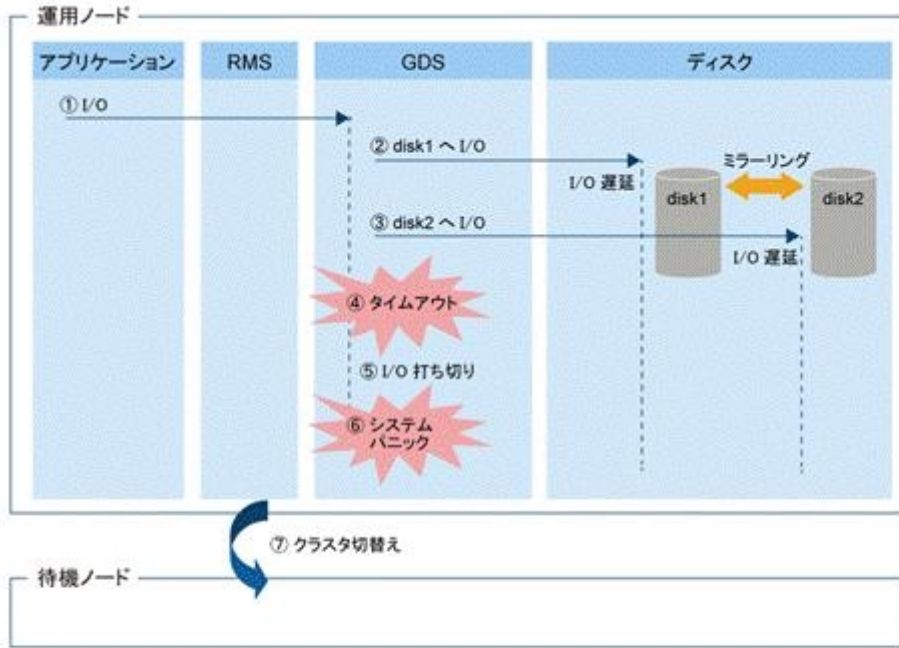 運用ノード
アプリケーション
RMS
GDS
ディスク
① I/O
② disk1 へ I/O
I/O 遅延
ミラーリング
disk1
disk2
③ disk2 へ I/O
I/O 遅延
④ タイムアウト
⑤ I/O 打ち切り
⑥ システム
パニック
⑦ クラスタ切替え
待機ノード